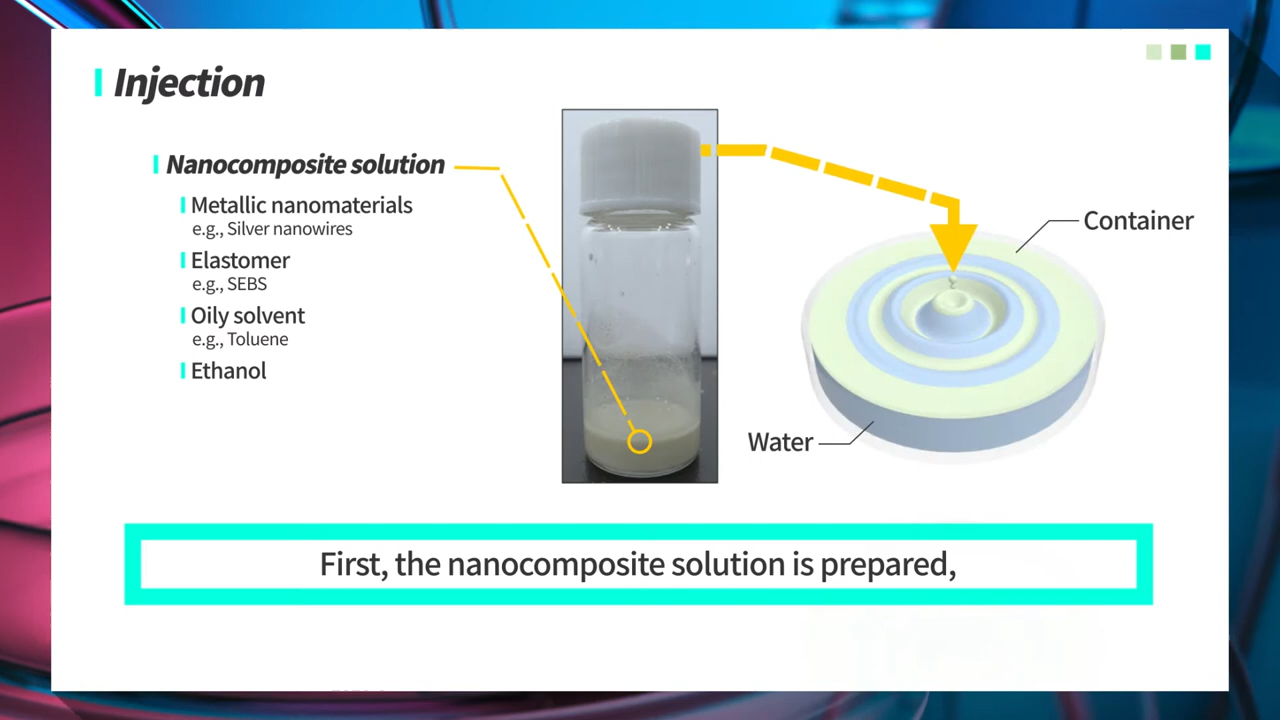 Injection
Nanocomposite solution
Metallic nanomaterials
e.g., Silver nanowires
Elastomer
e.g., SEBS
Oily solvent
e.g., Toluene
Ethanol
Container
Water
First, the nanocomposite solution is prepared,